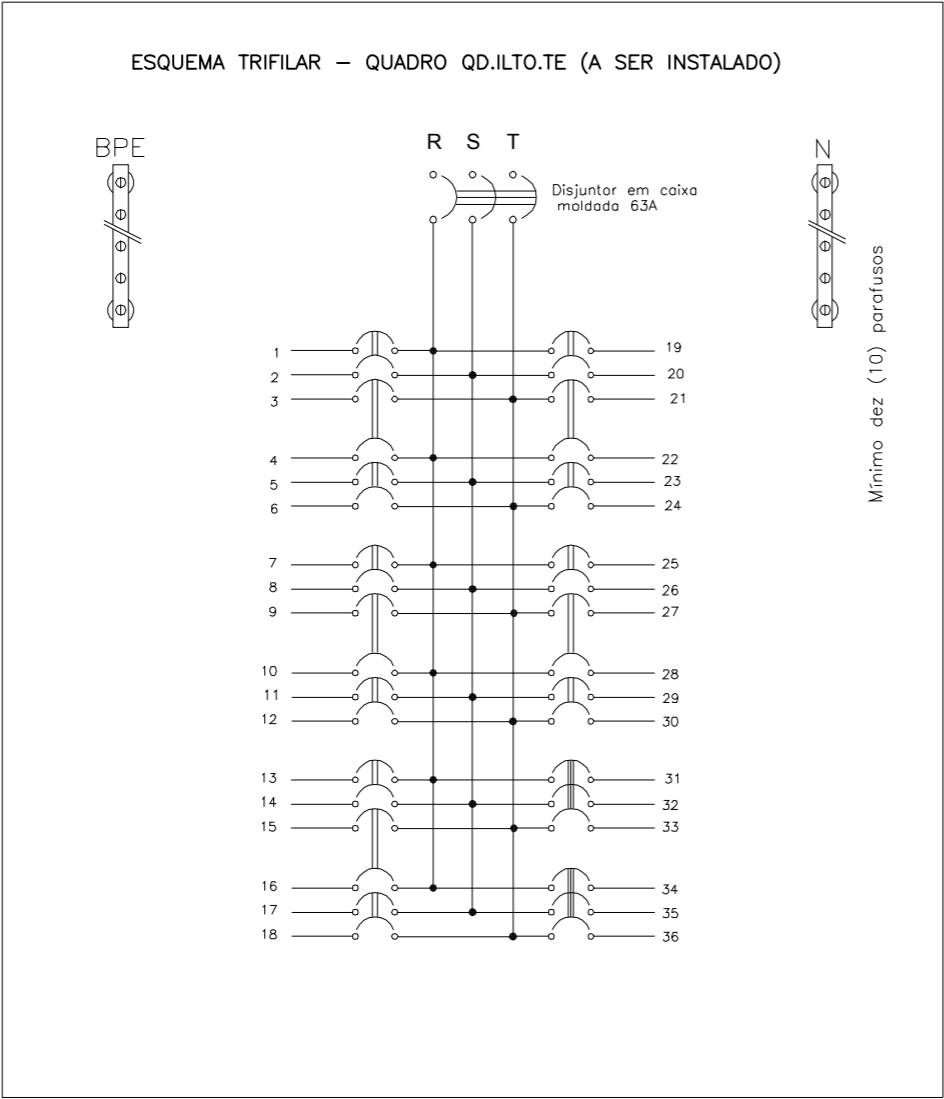 ESQUEMA TRIFILAR – QUADRO QD.ILTO.TE (A SER INSTALADO)
BPE
R S T
N
Disjuntor em caixa
moldada 63A
Mínimo dez (10) parafusos
1 19
2 20
3 21
4 22
5 23
6 24
7 25
8 26
9 27
10 28
11 29
12 30
13 31
14 32
15 33
16 34
17 35
18 36